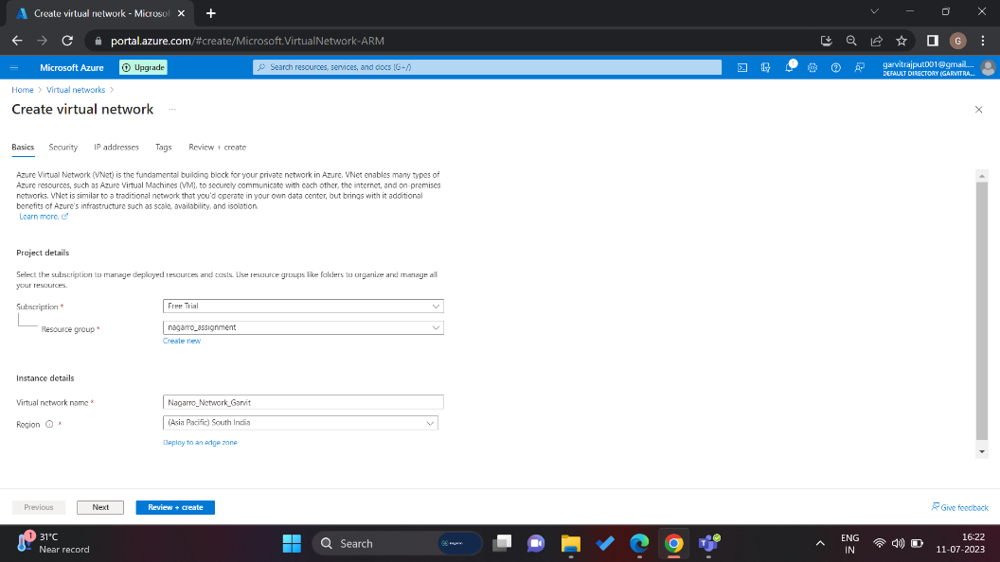 Create virtual network - Microsof
portal.azure.com/#create/Microsoft.VirtualNetwork-ARM
G
Microsoft Azure
Upgrade
Search resources, services, and docs (G+/)
1
garvitrajput001@gmail....
DEFAULT DIRECTORY (GARVITRA...
Home > Virtual networks >
Create virtual network ...
Basics Security IP addresses Tags Review + create
Azure Virtual Network (VNet) is the fundamental building block for your private network in Azure. VNet enables many types of
Azure resources, such as Azure Virtual Machines (VM), to securely communicate with each other, the internet, and on-premises
networks. VNet is similar to a traditional network that you'd operate in your own data center, but brings with it additional
benefits of Azure's infrastructure such as scale, availability, and isolation.
Learn more.
Project details
Select the subscription to manage deployed resources and costs. Use resource groups like folders to organize and manage all
your resources.
Subscription *
Free Trial
Resource group *
nagarro_assignment
Create new
Instance details
Virtual network name *
Nagarro_Network_Garvit
Region *
(Asia Pacific) South India
Deploy to an edge zone
Previous Next Review + create
Give feedback
1
31°C
Near record
Search
ENG
IN
16:22
11-07-2023